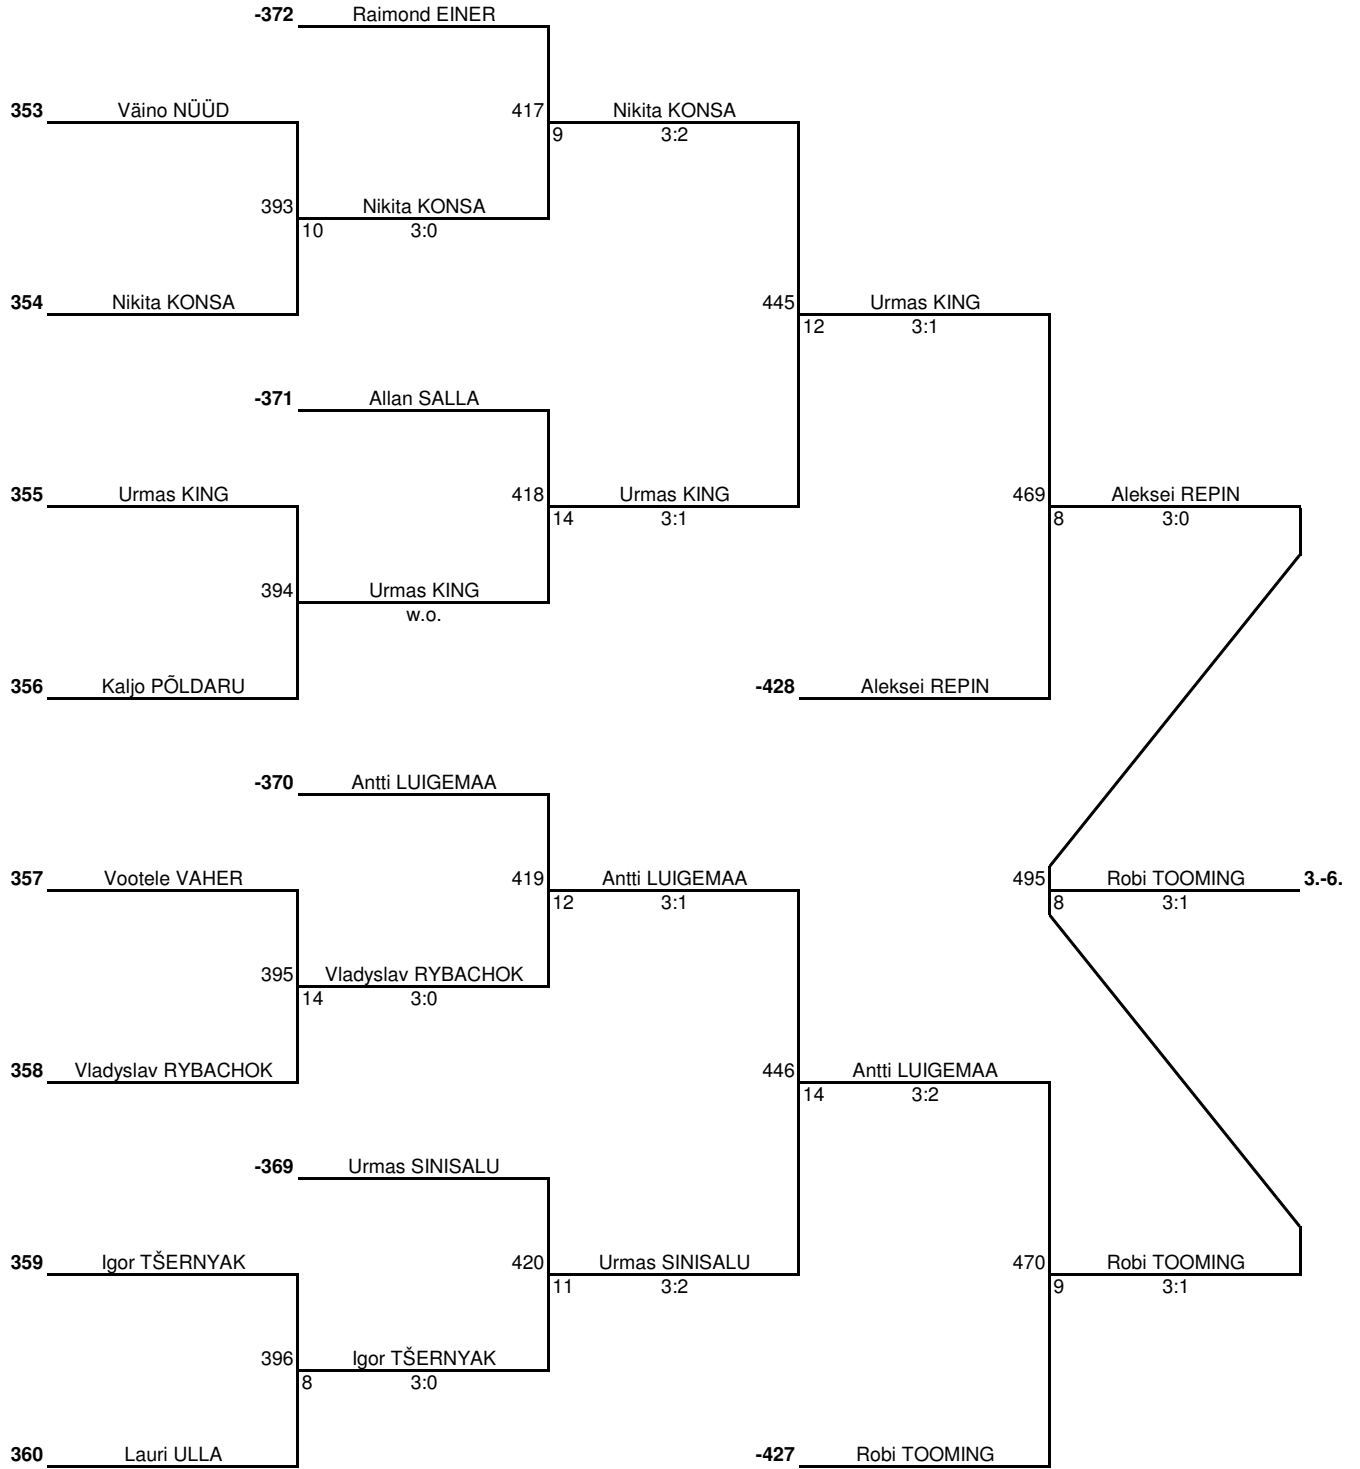 -372 Raimond EINER
353 Väino NÜÜD 417 Nikita KONSA
9 3:2
393 Nikita KONSA
10 3:0
354 Nikita KONSA 445 Urmas KING
12 3:1
-371 Allan SALLA
355 Urmas KING 418 Urmas KING 469 Aleksei REPIN
14 3:1 8 3:0
394 Urmas KING
w.o.
356 Kaljo PÕLDARU -428 Aleksei REPIN
-370 Antti LUIGEMAA
357 Vootele VAHER 419 Antti LUIGEMAA 495 Robi TOOMING 3.-6.
12 3:1 8 3:1
395 Vladyslav RYBACHOK
14 3:0
358 Vladyslav RYBACHOK 446 Antti LUIGEMAA
14 3:2
-369 Urmas SINISALU
359 Igor TŠERNYAK 420 Urmas SINISALU 470 Robi TOOMING
11 3:2 9 3:1
396 Igor TŠERNYAK
8 3:0
360 Lauri ULLA -427 Robi TOOMING